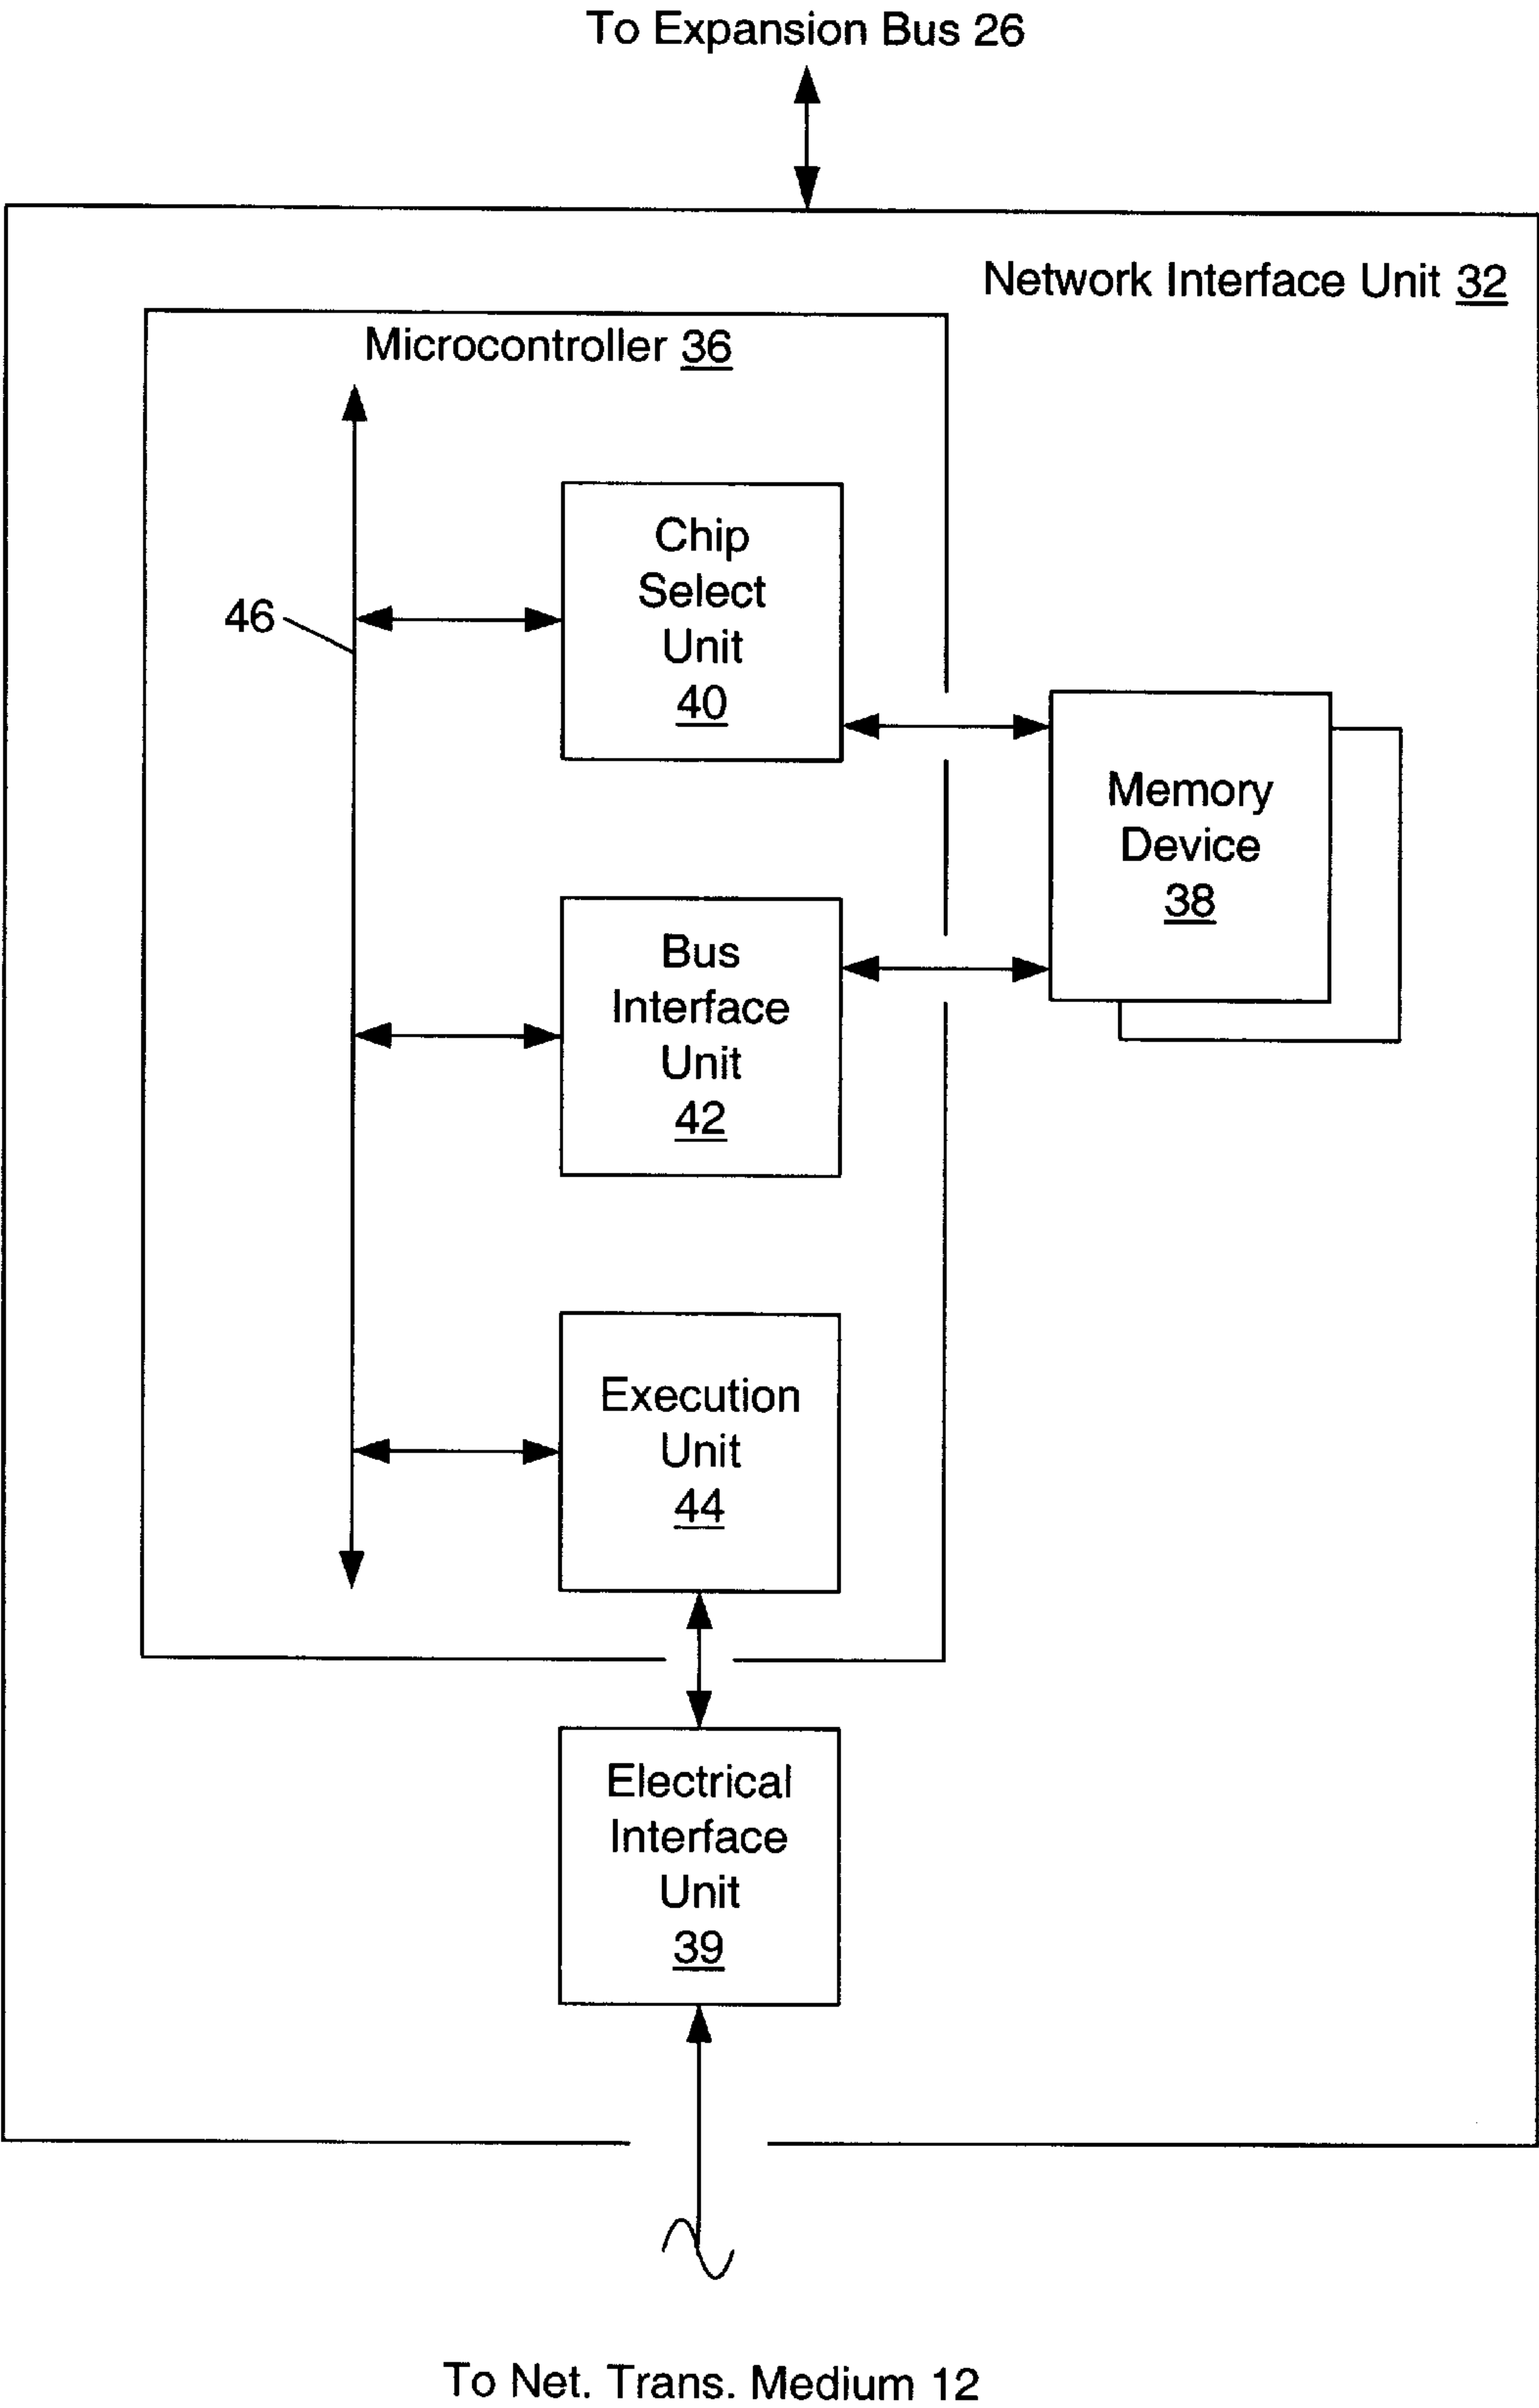 To Expansion Bus 26
Network Interface Unit 32
Microcontroller 36
Chip
Select
Unit
40
46
Memory
Device
38
Bus
Interface
Unit
42
Execution
Unit
44
Electrical
Interface
Unit
39
To Net. Trans. Medium 12